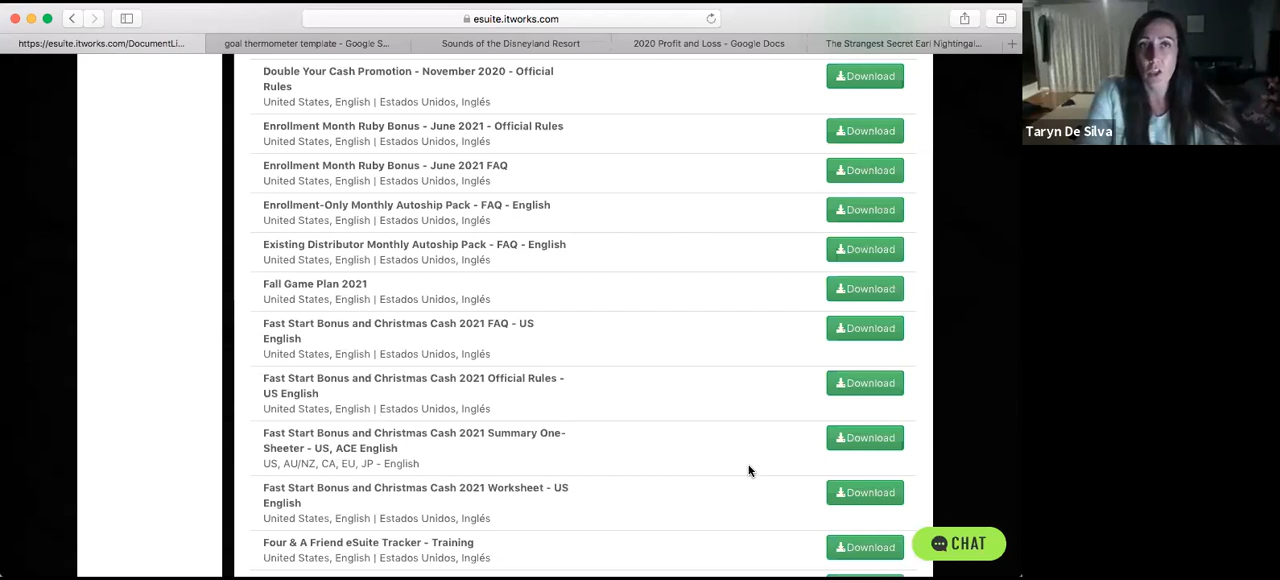 esuite.itworks.com
https://esuite.itworks.com/DocumentLi...
goal thermometer template - Google S...
Sounds of the Disneyland Resort
2020 Profit and Loss - Google Docs
The Strangest Secret Earl Nightingal...
Taryn De Silva
Double Your Cash Promotion - November 2020 - Official
Rules
United States, English | Estados Unidos, Inglés
Download
Enrollment Month Ruby Bonus - June 2021 - Official Rules
United States, English | Estados Unidos, Inglés
Download
Enrollment Month Ruby Bonus - June 2021 FAQ
United States, English | Estados Unidos, Inglés
Download
Enrollment-Only Monthly Autoship Pack - FAQ - English
United States, English | Estados Unidos, Inglés
Download
Existing Distributor Monthly Autoship Pack - FAQ - English
United States, English | Estados Unidos, Inglés
Download
Fall Game Plan 2021
United States, English | Estados Unidos, Inglés
Download
Fast Start Bonus and Christmas Cash 2021 FAQ - US
English
United States, English | Estados Unidos, Inglés
Download
Fast Start Bonus and Christmas Cash 2021 Official Rules -
US English
United States, English | Estados Unidos, Inglés
Download
Fast Start Bonus and Christmas Cash 2021 Summary One-
Sheeter - US, ACE English
US, AU/NZ, CA, EU, JP - English
Download
Fast Start Bonus and Christmas Cash 2021 Worksheet - US
English
United States, English | Estados Unidos, Inglés
Download
Four & A Friend eSuite Tracker - Training
United States, English | Estados Unidos, Inglés
Download
CHAT